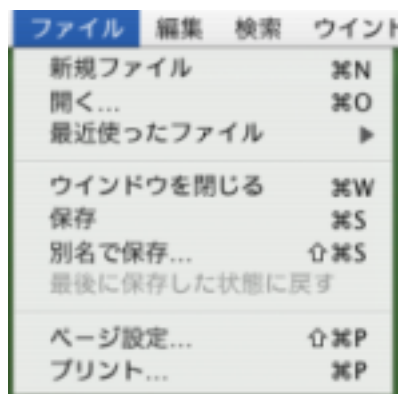 ファイル 編集 検索 ウインド
新規ファイル ⌘N
開く... ⌘O
最近使ったファイル ▶
ウインドウを閉じる ⌘W
保存 ⌘S
別名で保存... ⇧⌘S
最後に保存した状態に戻す
ページ設定... ⇧⌘P
プリント... ⌘P